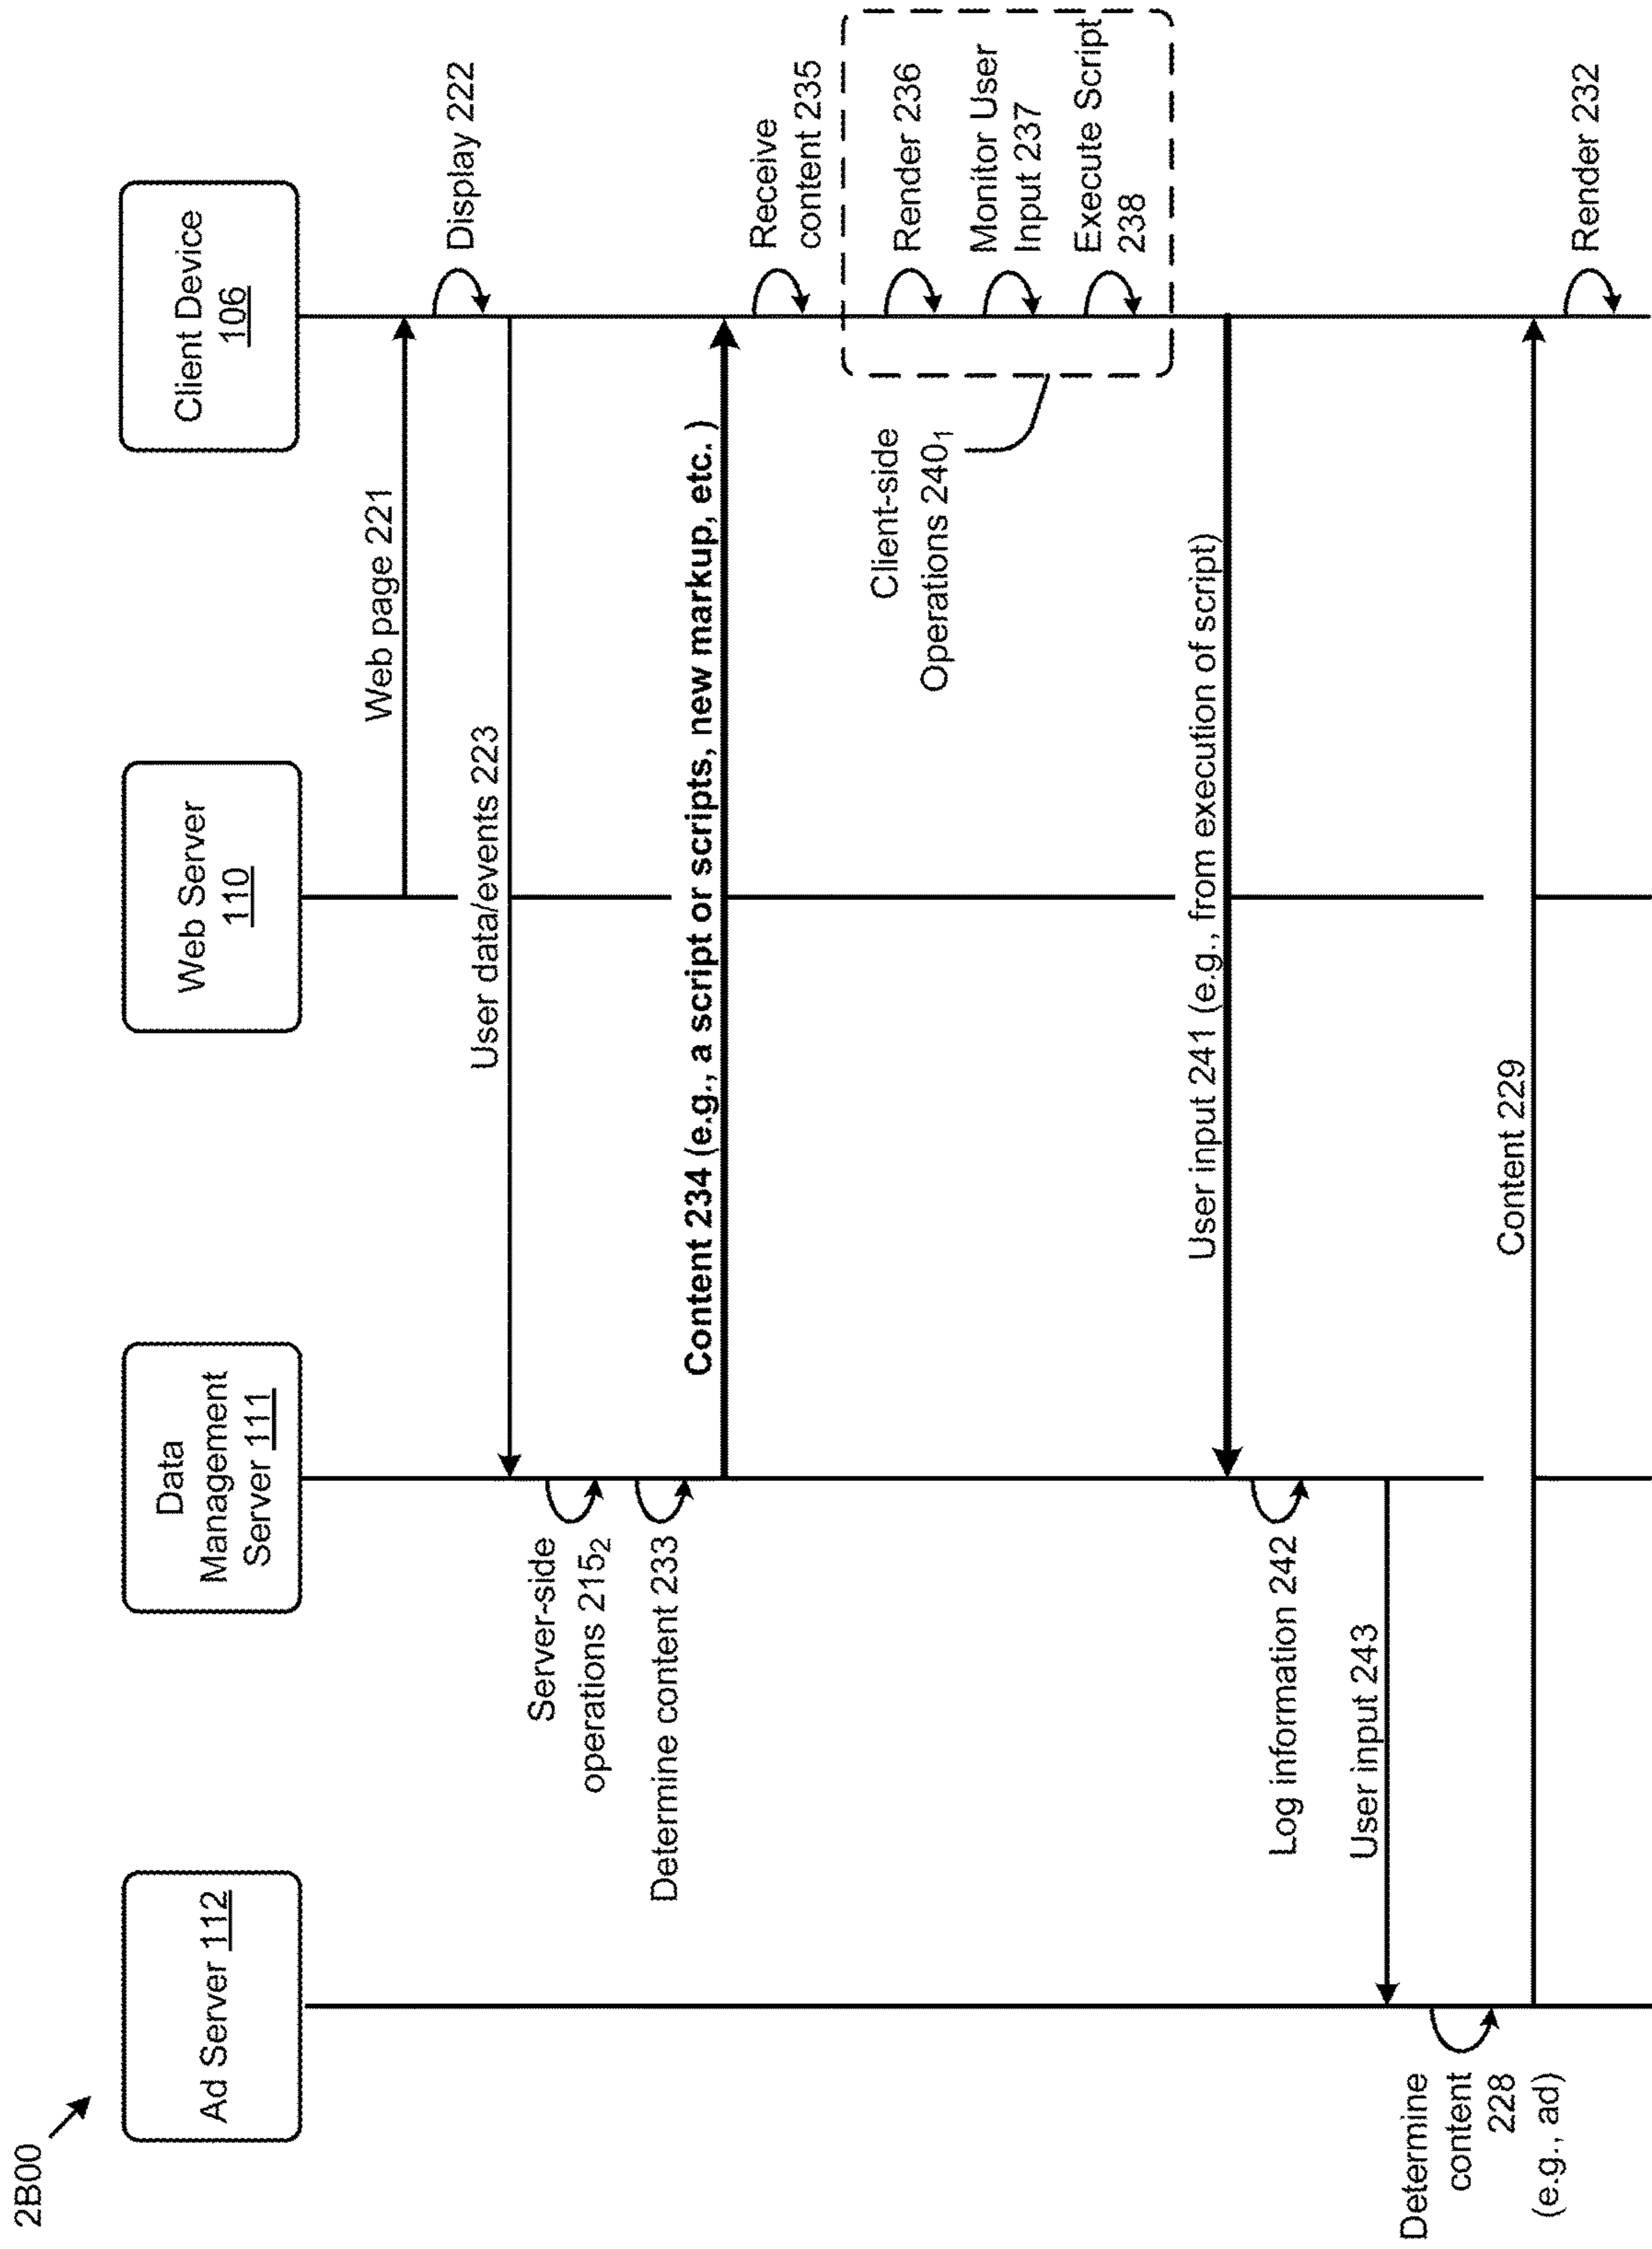 2B00
Ad Server 112
Data
Management
Server 111
Web Server
110
Client Device
106
Web page 221
Display 222
User data/events 223
Server-side
operations 215₂
Determine content 233
Content 234 (e.g., a script or scripts, new markup, etc. )
Receive
content 235
Render 236
Monitor User
Input 237
Execute Script
238
Client-side
Operations 240₁
User input 241 (e.g., from execution of script)
Log information 242
User input 243
Determine
content
228
(e.g., ad)
Content 229
Render 232